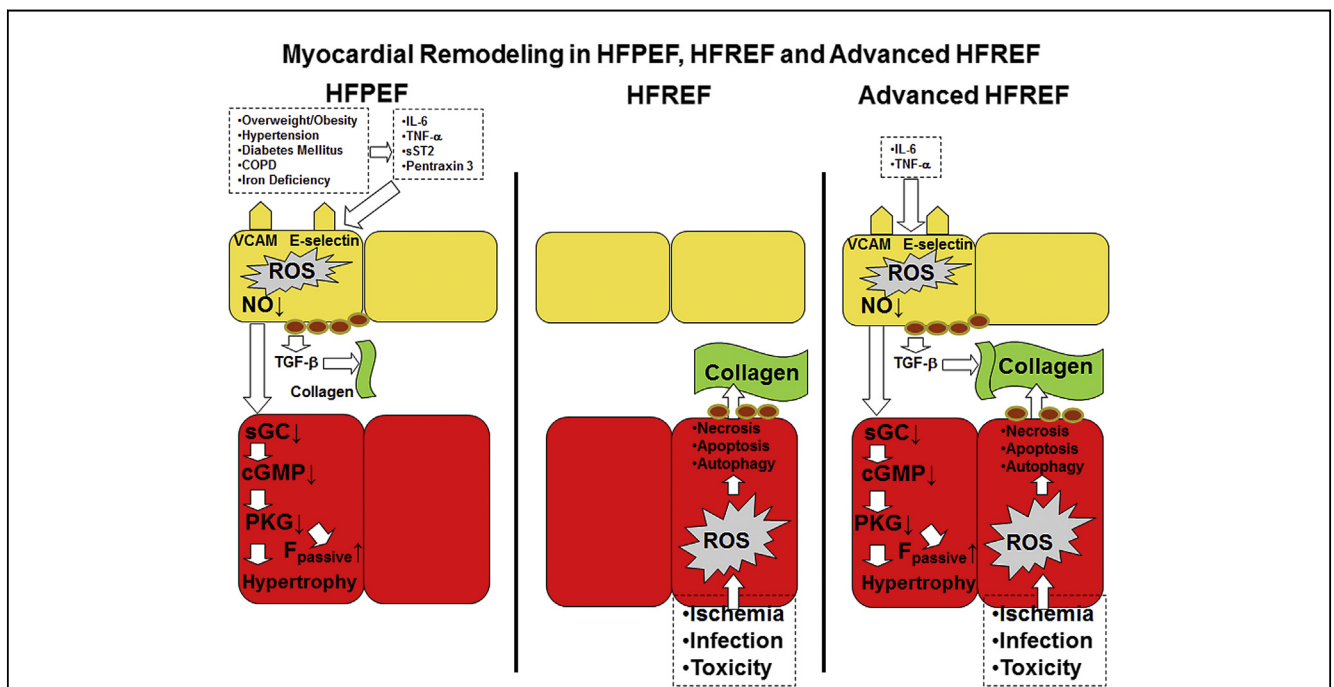 Myocardial Remodeling in HFPEF, HFREF and Advanced HFREF
HFPEF
•Overweight/Obesity
•Hypertension
•Diabetes Mellitus
•COPD
•Iron Deficiency
•IL-6
•TNF-α
•sST2
•Pentraxin 3
VCAM E-selectin
ROS
NO↓
TGF-β
Collagen
sGC↓
cGMP↓
PKG↓
Fpassive↑
Hypertrophy
HFREF
Collagen
•Necrosis
•Apoptosis
•Autophagy
ROS
•Ischemia
•Infection
•Toxicity
Advanced HFREF
•IL-6
•TNF-α
VCAM E-selectin
ROS
NO↓
TGF-β
Collagen
sGC↓
cGMP↓
PKG↓
Fpassive↑
Hypertrophy
•Necrosis
•Apoptosis
•Autophagy
ROS
•Ischemia
•Infection
•Toxicity